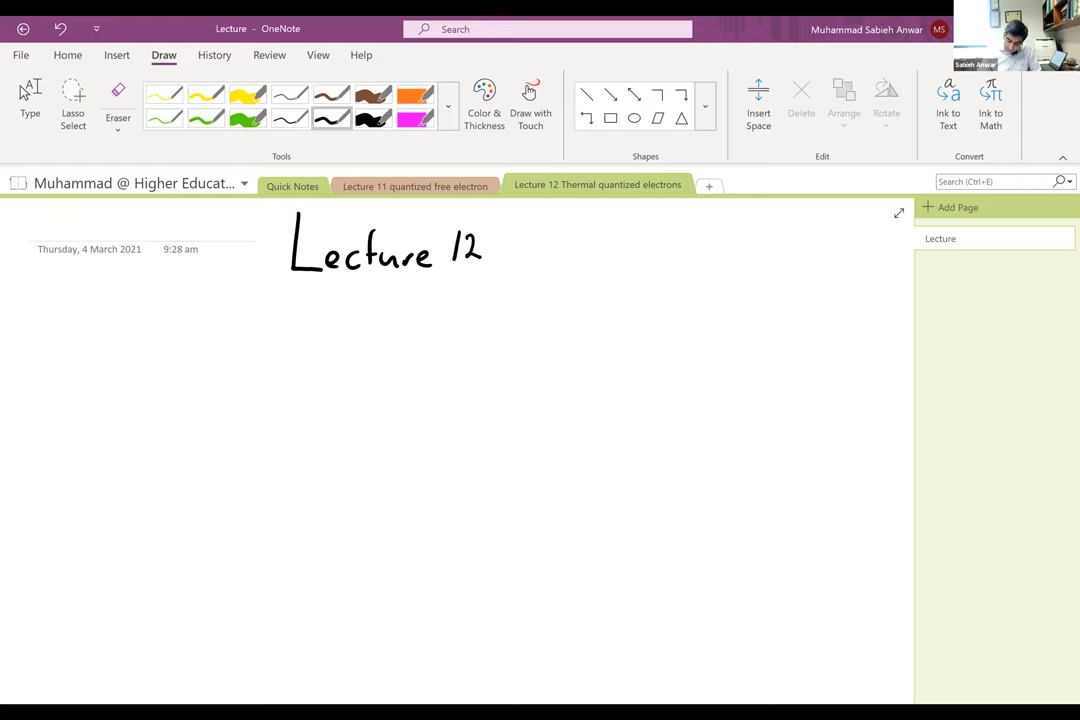 Lecture - OneNote
Search
Muhammad Sabieh Anwar
MS
Sabieh Anwar
File
Home
Insert
Draw
History
Review
View
Help
Type
Lasso
Select
Eraser
Color &
Thickness
Draw with
Touch
Insert
Space
Delete
Arrange
Rotate
Ink to
Text
Ink to
Math
Tools
Shapes
Edit
Convert
Muhammad @ Higher Educat...
Quick Notes
Lecture 11 quantized free electron
Lecture 12 Thermal quantized electrons
Search (Ctrl+E)
Add Page
Lecture
Thursday, 4 March 2021
9:28 am
Lecture 12